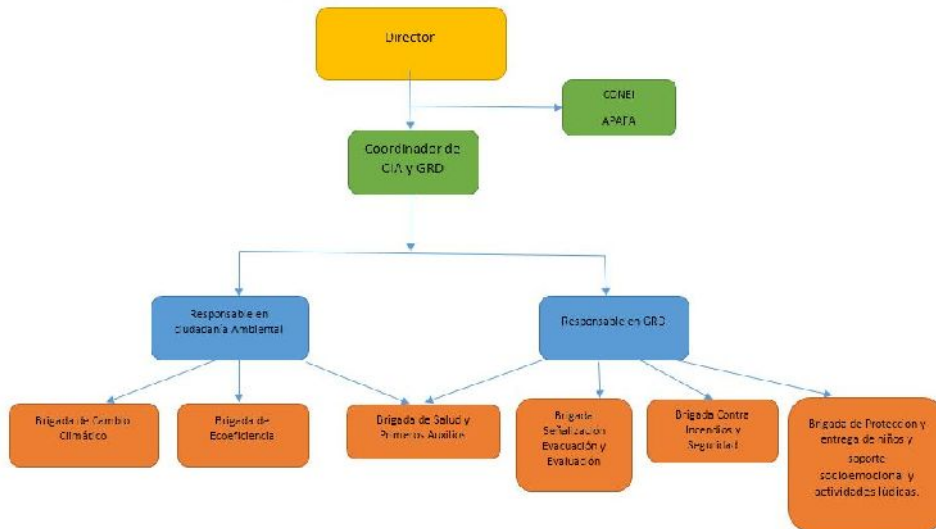 Director
CONEI
APAFA
Coordinador de
GIA y GRD
Responsable en
ciudadanía Ambiental
Responsable en GRD
Brigada de Cambio
Climático
Brigada de
Ecoeficiencia
Brigada de Salud y
Primeros Auxilios
Brigada
Señalización
Evacuación y
Evaluación
Brigada Contra
Incendios y
Seguridad
Brigada de Protección y
entrega de niños y
soporte
socioemocional y
actividades lúdicas.